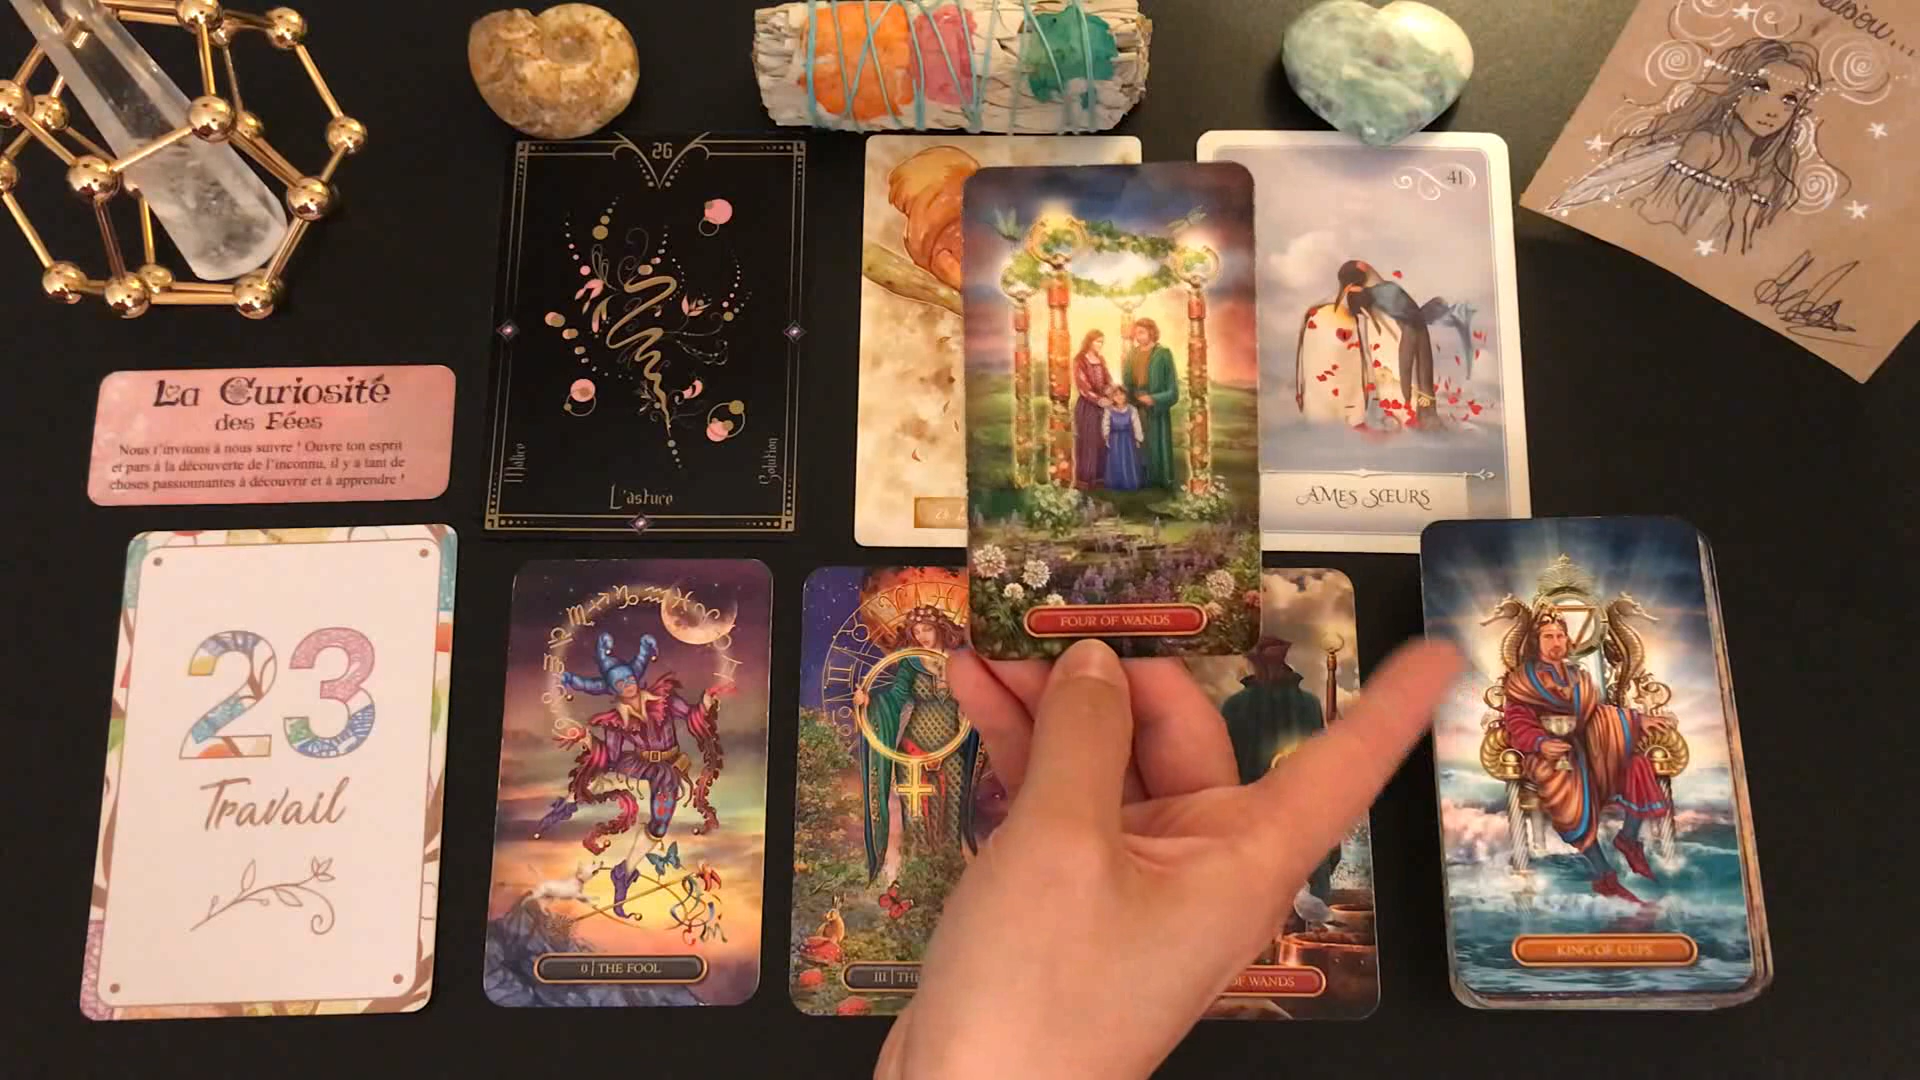 26
Malice
Solution
L'astuce
41
ÂMES SŒURS
La Curiosité
des Fées
Nous t'invitons à nous suivre ! Ouvre ton esprit
et pars à la découverte de l'inconnu, il y a tant de
choses passionnantes à découvrir et à apprendre !
FOUR OF WANDS
23
Travail
0 | THE FOOL
III | THE
OF WANDS
KING OF CUPS